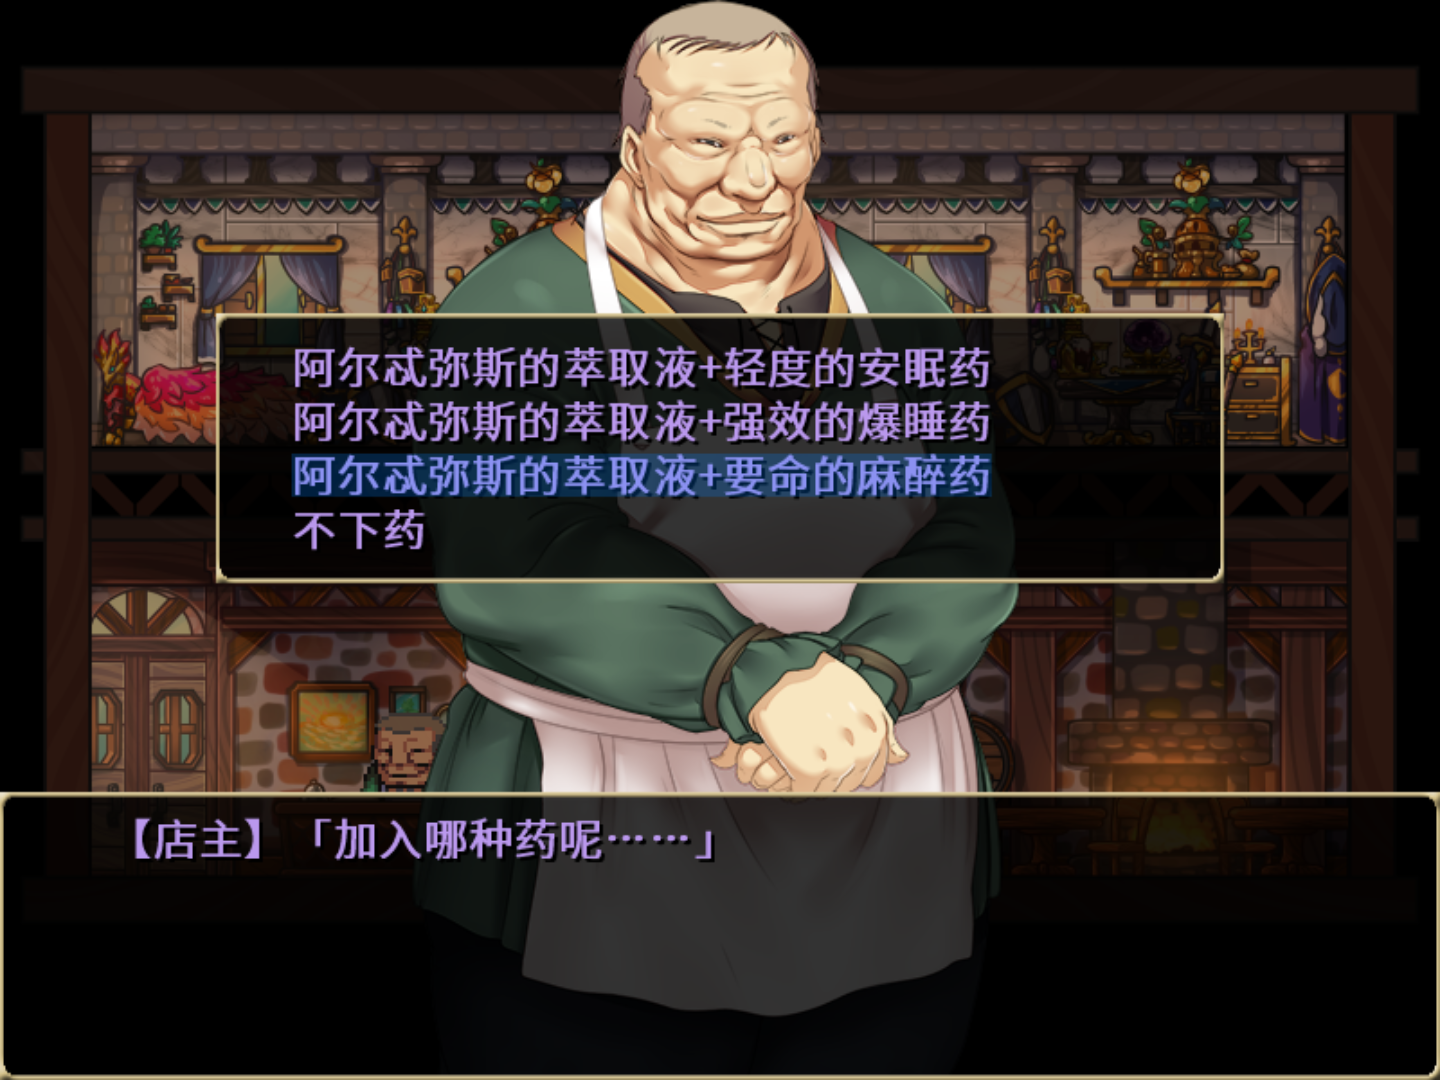 阿尔忒弥斯的萃取液+轻度的安眠药
阿尔忒弥斯的萃取液+强效的爆睡药
阿尔忒弥斯的萃取液+要命的麻醉药
不下药
【店主】「加入哪种药呢……」